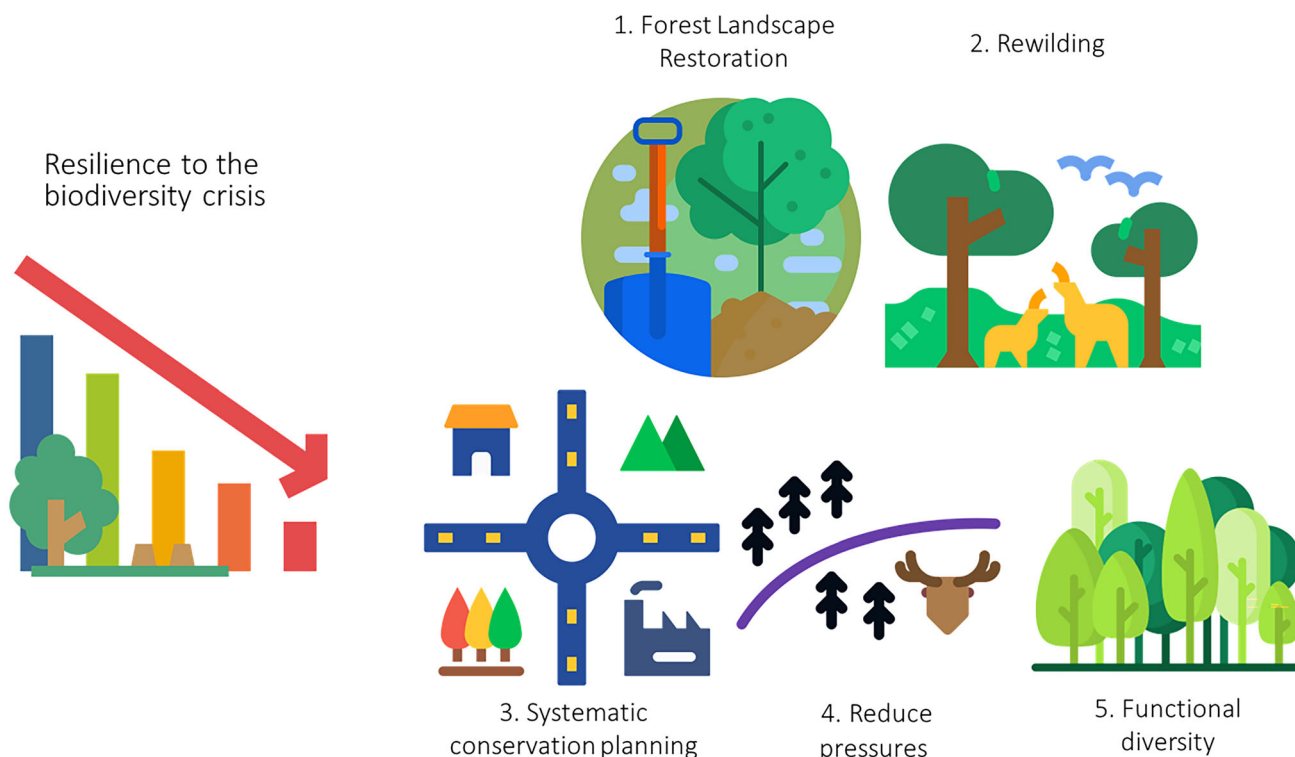 1. Forest Landscape
Restoration
2. Rewilding
Resilience to the
biodiversity crisis
3. Systematic
conservation planning
4. Reduce
pressures
5. Functional
diversity